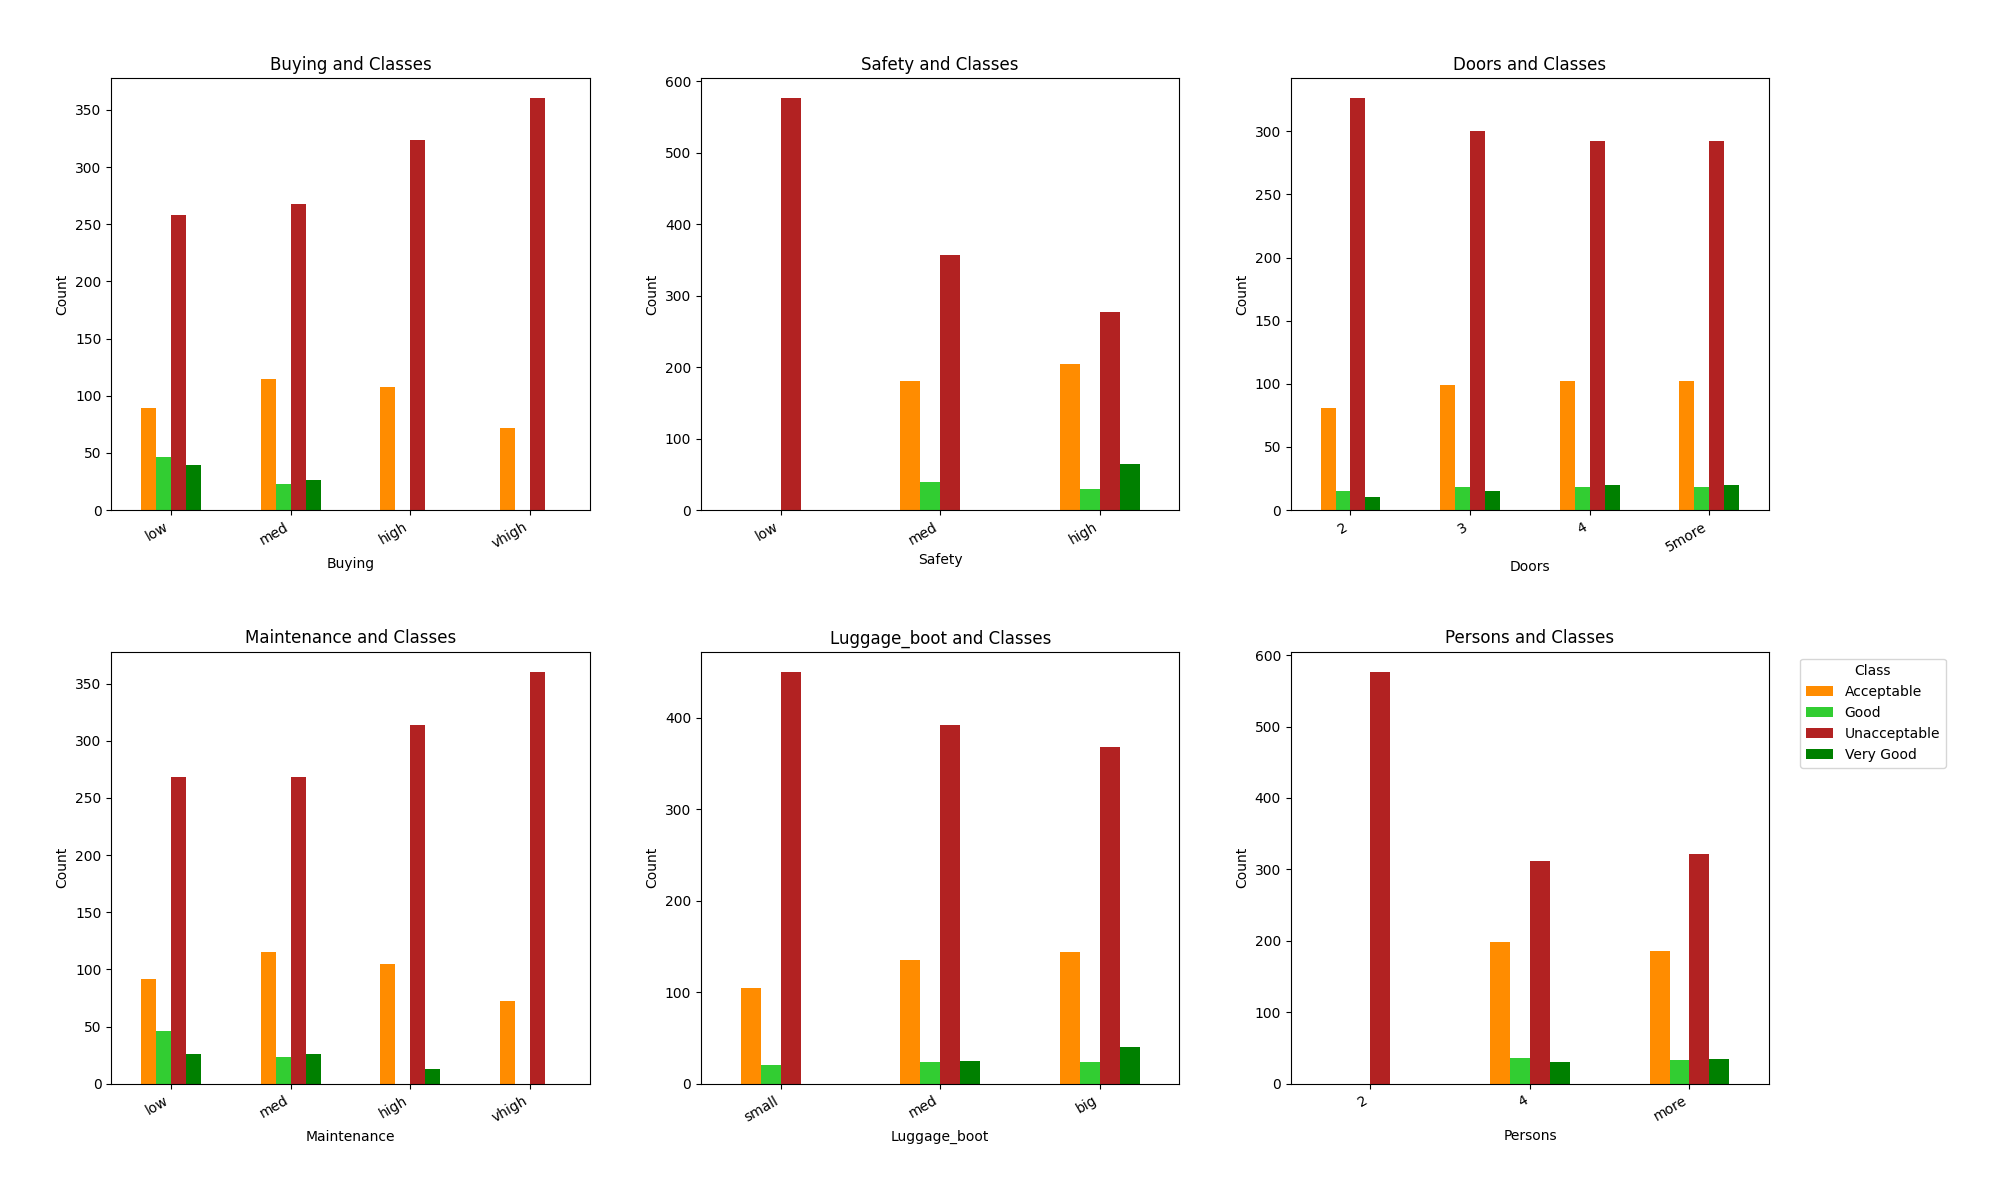 Buying and Classes
350
300
250
200
150
100
50
0
Count
low
med
high
vhigh
Buying
Safety and Classes
600
500
400
300
200
100
0
Count
low
med
high
Safety
Doors and Classes
300
250
200
150
100
50
0
Count
2
3
4
5more
Doors
Maintenance and Classes
350
300
250
200
150
100
50
0
Count
low
med
high
vhigh
Maintenance
Luggage_boot and Classes
400
300
200
100
0
Count
small
med
big
Luggage_boot
Persons and Classes
600
500
400
300
200
100
0
Count
2
4
more
Persons
Class
Acceptable
Good
Unacceptable
Very Good